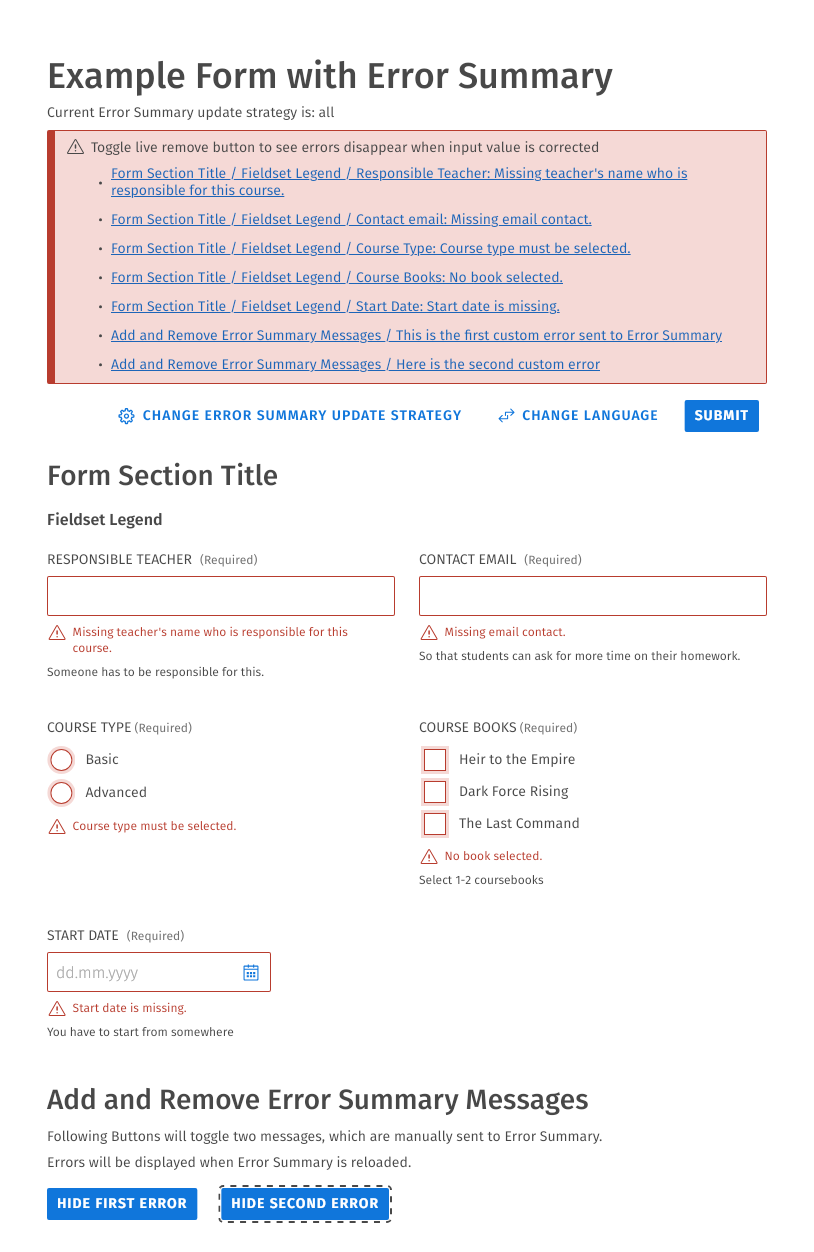 Example Form with Error Summary
Current Error Summary update strategy is: all
Toggle live remove button to see errors disappear when input value is corrected
• Form Section Title / Fieldset Legend / Responsible Teacher: Missing teacher's name who is
responsible for this course.
• Form Section Title / Fieldset Legend / Contact email: Missing email contact.
• Form Section Title / Fieldset Legend / Course Type: Course type must be selected.
• Form Section Title / Fieldset Legend / Course Books: No book selected.
• Form Section Title / Fieldset Legend / Start Date: Start date is missing.
• Add and Remove Error Summary Messages / This is the first custom error sent to Error Summary
• Add and Remove Error Summary Messages / Here is the second custom error
CHANGE ERROR SUMMARY UPDATE STRATEGY CHANGE LANGUAGE SUBMIT
Form Section Title
Fieldset Legend
RESPONSIBLE TEACHER (Required)
Missing teacher's name who is responsible for this
course.
Someone has to be responsible for this.
CONTACT EMAIL (Required)
Missing email contact.
So that students can ask for more time on their homework.
COURSE TYPE (Required)
Basic
Advanced
Course type must be selected.
COURSE BOOKS (Required)
Heir to the Empire
Dark Force Rising
The Last Command
No book selected.
Select 1-2 coursebooks
START DATE (Required)
dd.mm.yyyy
Start date is missing.
You have to start from somewhere
Add and Remove Error Summary Messages
Following Buttons will toggle two messages, which are manually sent to Error Summary.
Errors will be displayed when Error Summary is reloaded.
HIDE FIRST ERROR HIDE SECOND ERROR